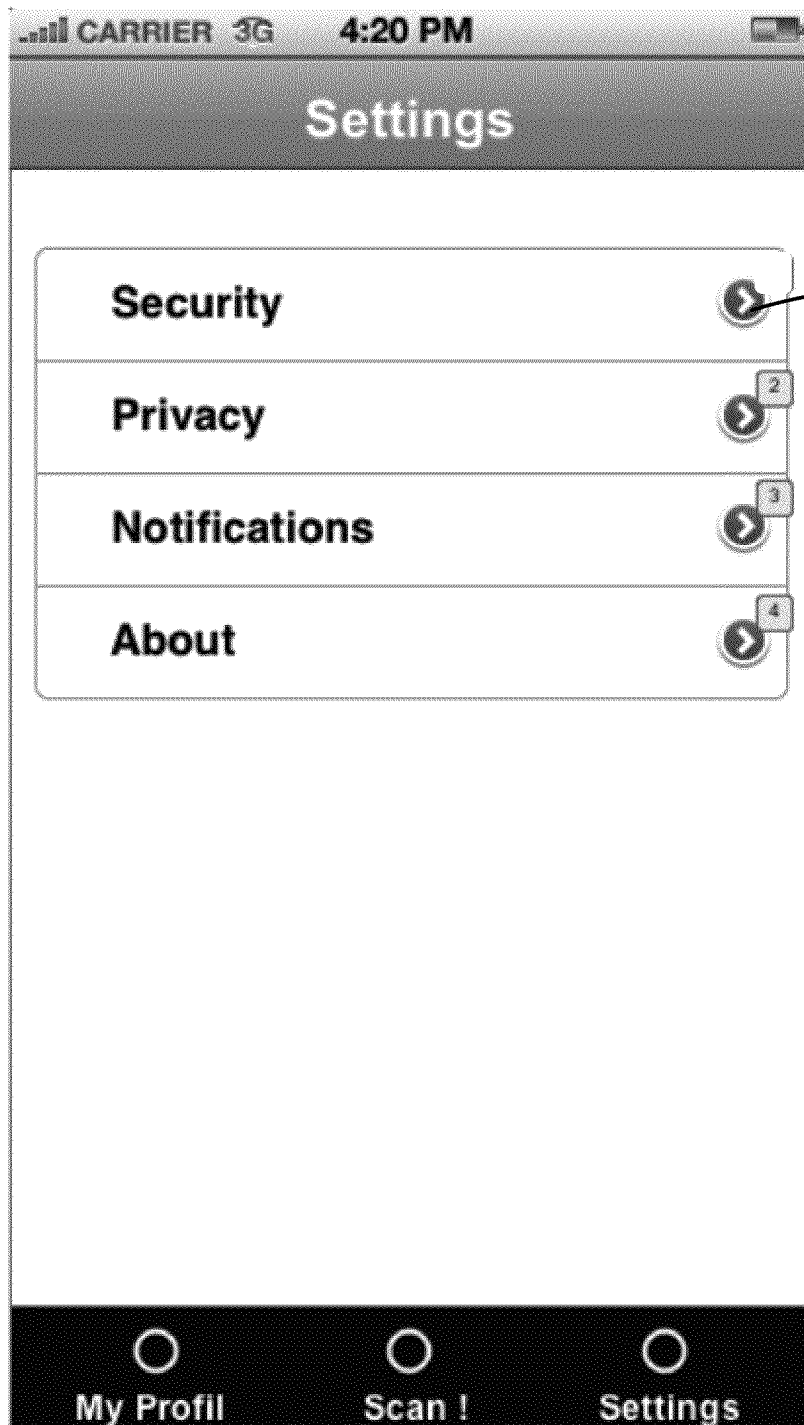 CARRIER 3G 4:20 PM
Settings
Security
2
Privacy
3
Notifications
4
About
My Profil Scan ! Settings